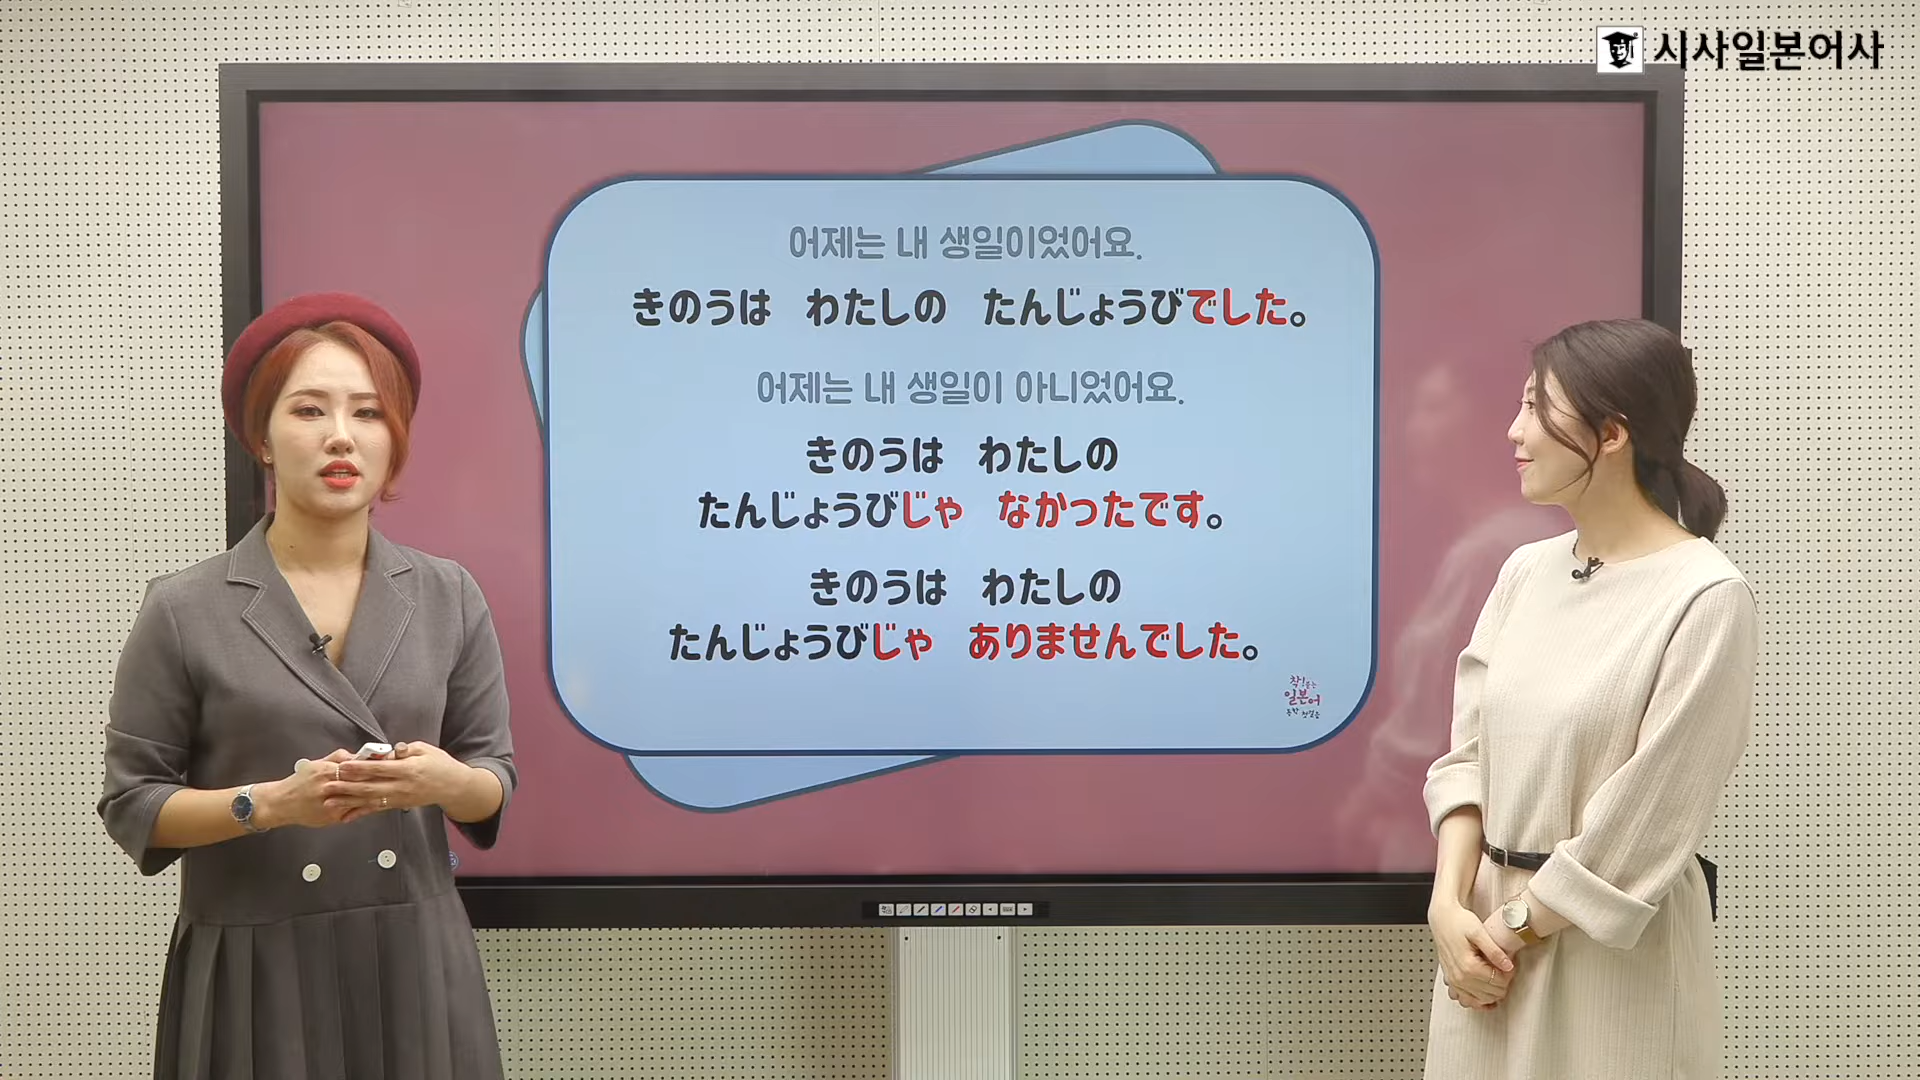 시사일본어사
어제는 내 생일이었어요.
きのうは わたしの たんじょうびでした。
어제는 내 생일이 아니었어요.
きのうは わたしの
たんじょうびじゃ なかったです。
きのうは わたしの
たんじょうびじゃ ありませんでした。
일본어